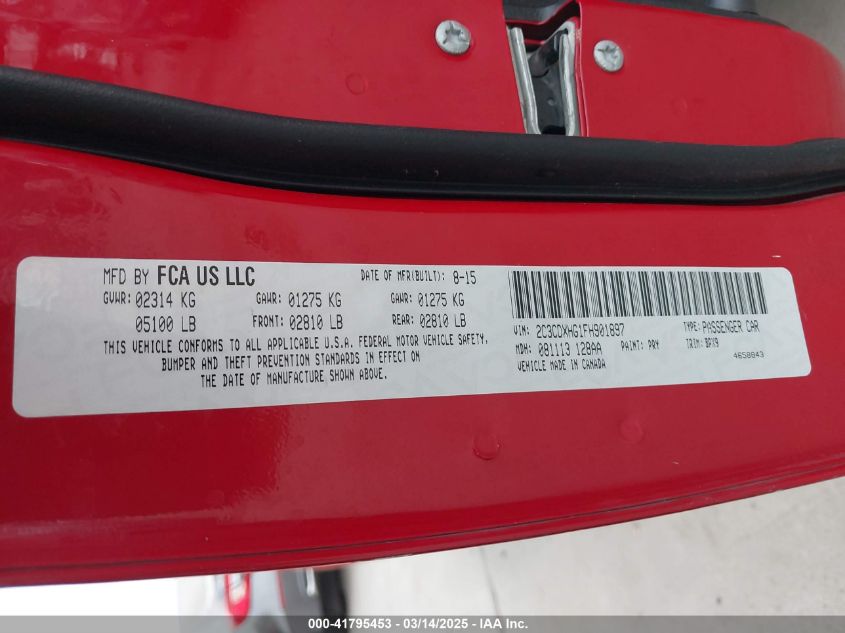 MFD BY FCA US LLC DATE OF MFR(BUILT): 8-15
GVWR: 02314 KG GAWR: 01275 KG GAWR: 01275 KG
05100 LB FRONT: 02810 LB REAR: 02810 LB
THIS VEHICLE CONFORMS TO ALL APPLICABLE U.S.A. FEDERAL MOTOR VEHICLE SAFETY,
BUMPER AND THEFT PREVENTION STANDARDS IN EFFECT ON
THE DATE OF MANUFACTURE SHOWN ABOVE.
VIN: 2C3CDXHG1FH901897 TYPE: PASSENGER CAR
MDH: 081113 128AA PAINT: PRY TRIM: BPX9
VEHICLE MADE IN CANADA 4658843
000-41795453 - 03/14/2025 - IAA Inc.